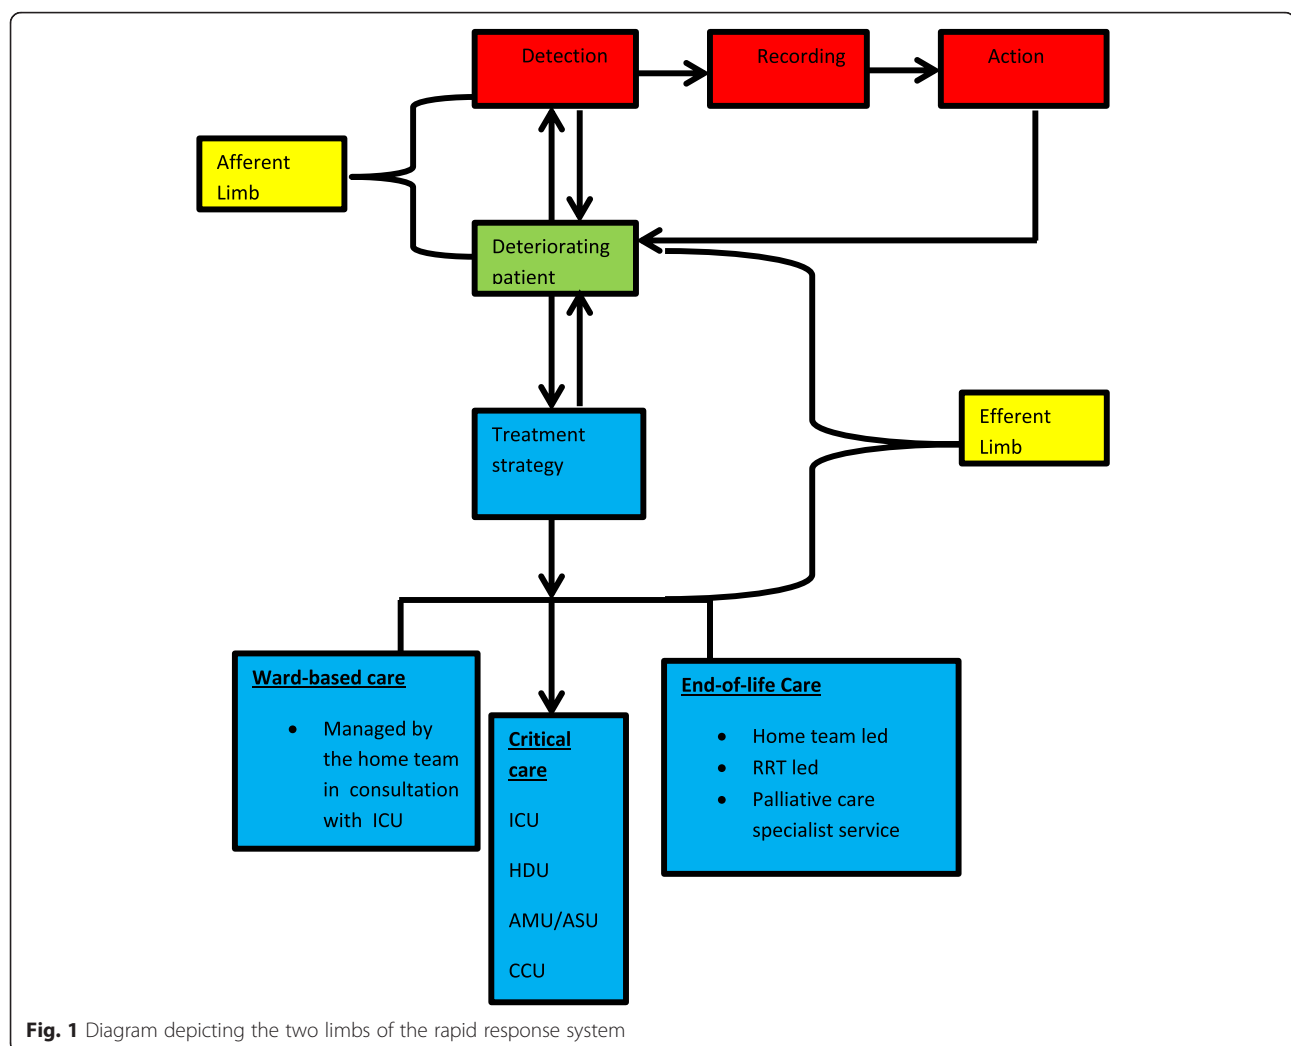 Detection
Recording
Action
Afferent
Limb
Deteriorating
patient
Treatment
strategy
Efferent
Limb
Ward-based care
• Managed by
the home team
in consultation
with ICU
Critical
care
ICU
HDU
AMU/ASU
CCU
End-of-life Care
• Home team led
• RRT led
• Palliative care
specialist service
Fig. 1 Diagram depicting the two limbs of the rapid response system